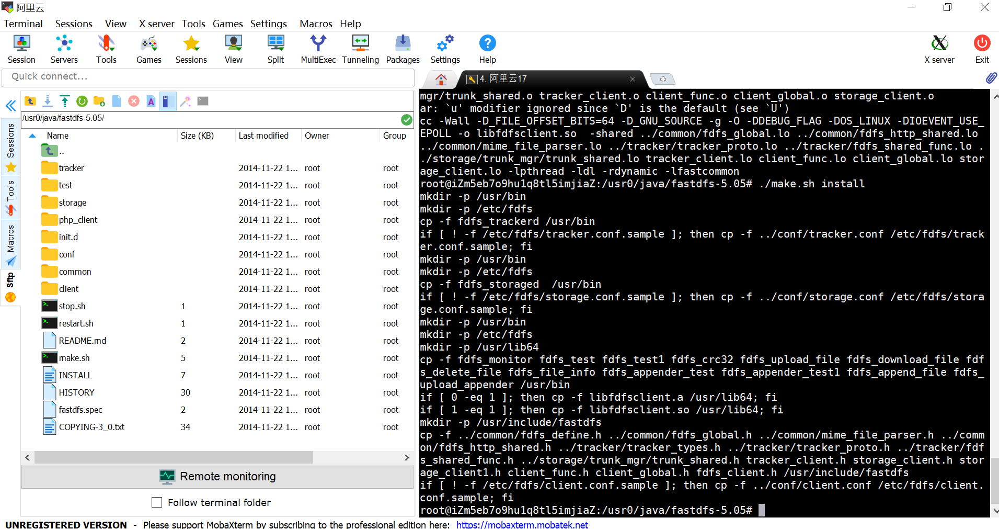 阿里云
Terminal Sessions View X server Tools Games Settings Macros Help
Session Servers Tools Games Sessions View Split MultiExec Tunneling Packages Settings Help X server Exit
Quick connect...
4. 阿里云17
Sessions
Tools
Macros
Sftp
/usr0/java/fastdfs-5.05/
Name Size (KB) Last modified Owner Group
..
tracker 2014-11-22 1... root root
test 2014-11-22 1... root root
storage 2014-11-22 1... root root
php_client 2014-11-22 1... root root
init.d 2014-11-22 1... root root
conf 2014-11-22 1... root root
common 2014-11-22 1... root root
client 2014-11-22 1... root root
stop.sh 1 2014-11-22 1... root root
restart.sh 1 2014-11-22 1... root root
README.md 2 2014-11-22 1... root root
make.sh 5 2014-11-22 1... root root
INSTALL 7 2014-11-22 1... root root
HISTORY 30 2014-11-22 1... root root
fastdfs.spec 2 2014-11-22 1... root root
COPYING-3_0.txt 34 2014-11-22 1... root root
Remote monitoring
Follow terminal folder
mgr/trunk_shared.o tracker_client.o client_func.o client_global.o storage_client.o
ar: `u' modifier ignored since `D' is the default (see `U')
cc -Wall -D_FILE_OFFSET_BITS=64 -D_GNU_SOURCE -g -O -DDEBUG_FLAG -DOS_LINUX -DIOEVENT_USE_
EPOLL -o libfdfsclient.so  -shared ../common/fdfs_global.lo ../common/fdfs_http_shared.lo
../common/mime_file_parser.lo ../tracker/tracker_proto.lo ../tracker/fdfs_shared_func.lo .
./storage/trunk_mgr/trunk_shared.lo tracker_client.lo client_func.lo client_global.lo stor
age_client.lo -lpthread -ldl -rdynamic -lfastcommon
root@iZm5eb7o9hu1q8tl5imjiaZ:/usr0/java/fastdfs-5.05# ./make.sh install
mkdir -p /usr/bin
mkdir -p /etc/fdfs
cp -f fdfs_trackerd /usr/bin
if [ ! -f /etc/fdfs/tracker.conf.sample ]; then cp -f ../conf/tracker.conf /etc/fdfs/track
er.conf.sample; fi
mkdir -p /usr/bin
mkdir -p /etc/fdfs
cp -f fdfs_storaged  /usr/bin
if [ ! -f /etc/fdfs/storage.conf.sample ]; then cp -f ../conf/storage.conf /etc/fdfs/stora
ge.conf.sample; fi
mkdir -p /usr/bin
mkdir -p /etc/fdfs
mkdir -p /usr/lib64
cp -f fdfs_monitor fdfs_test fdfs_test1 fdfs_crc32 fdfs_upload_file fdfs_download_file fdf
s_delete_file fdfs_file_info fdfs_appender_test fdfs_appender_test1 fdfs_append_file fdfs_
upload_appender /usr/bin
if [ 0 -eq 1 ]; then cp -f libfdfsclient.a /usr/lib64; fi
if [ 1 -eq 1 ]; then cp -f libfdfsclient.so /usr/lib64; fi
mkdir -p /usr/include/fastdfs
cp -f ../common/fdfs_define.h ../common/fdfs_global.h ../common/mime_file_parser.h ../comm
on/fdfs_http_shared.h ../tracker/tracker_types.h ../tracker/tracker_proto.h ../tracker/fdf
s_shared_func.h ../storage/trunk_mgr/trunk_shared.h tracker_client.h storage_client.h stor
age_client1.h client_func.h client_global.h fdfs_client.h /usr/include/fastdfs
if [ ! -f /etc/fdfs/client.conf.sample ]; then cp -f ../conf/client.conf /etc/fdfs/client.
conf.sample; fi
root@iZm5eb7o9hu1q8tl5imjiaZ:/usr0/java/fastdfs-5.05#
UNREGISTERED VERSION - Please support MobaXterm by subscribing to the professional edition here: https://mobaxterm.mobatek.net